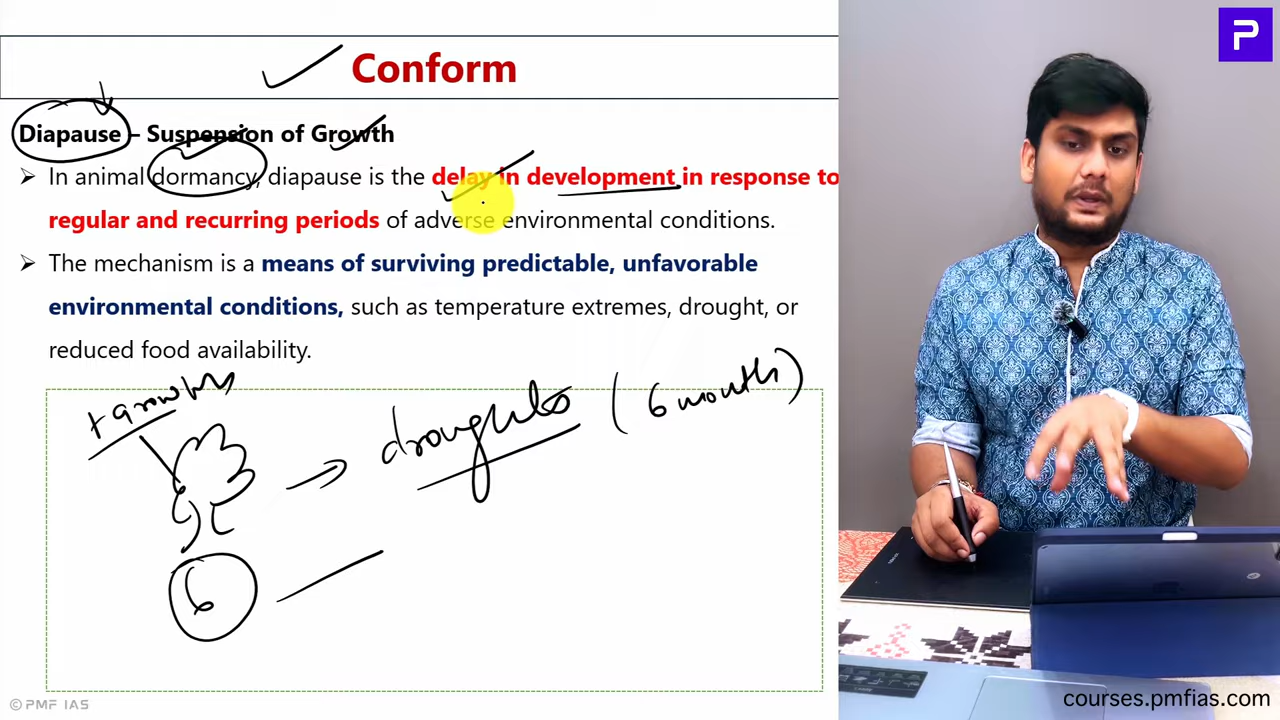 P
Conform
Diapause – Suspension of Growth
➢ In animal dormancy, diapause is the delay in development in response to
regular and recurring periods of adverse environmental conditions.
➢ The mechanism is a means of surviving predictable, unfavorable
environmental conditions, such as temperature extremes, drought, or
reduced food availability.
droughts (6 month)
6
© PMF IAS
courses.pmfias.com